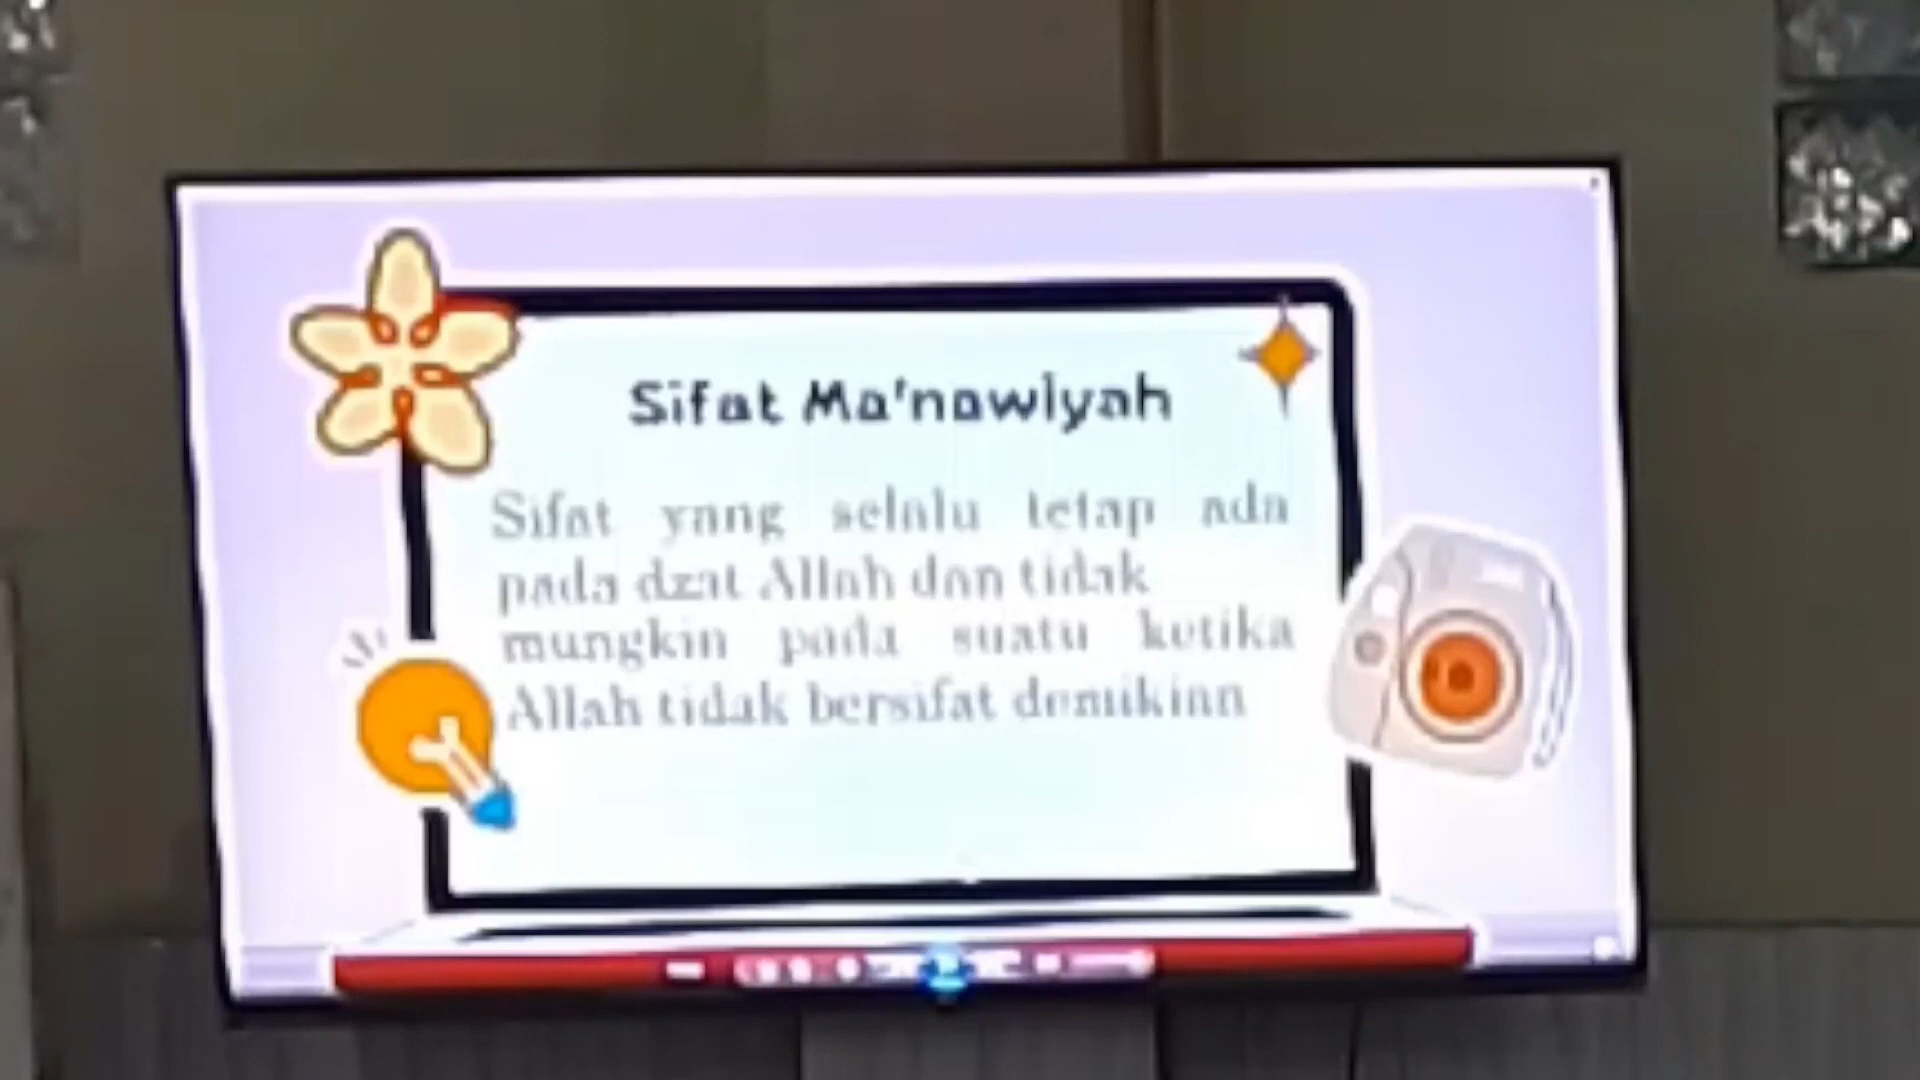 Sifat Ma'nawiyah
Sifat yang selalu tetap ada
pada dzat Allah dan tidak
mungkin pada suatu ketika
Allah tidak bersifat demikian